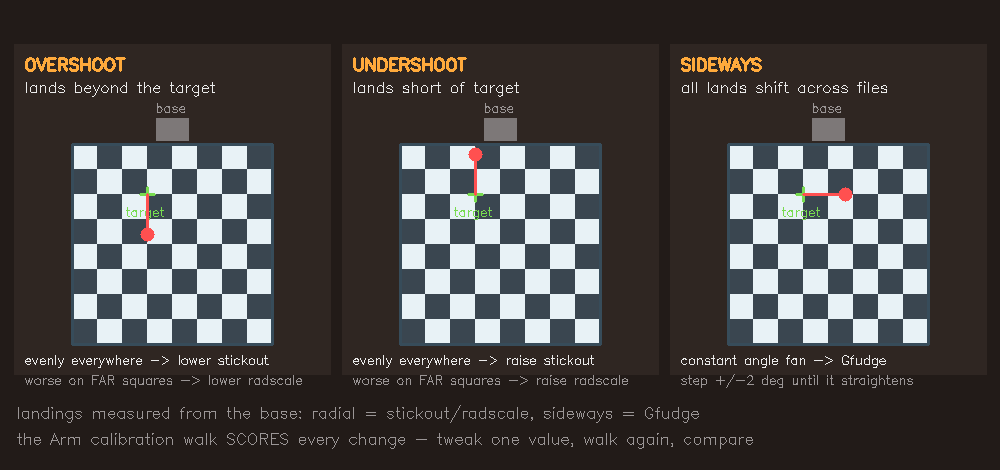 OVERSHOOT
lands beyond the target
base
target
evenly everywhere -> lower stickout
worse on FAR squares -> lower radscale
UNDERSHOOT
lands short of target
base
target
evenly everywhere -> raise stickout
worse on FAR squares -> raise radscale
SIDEWAYS
all lands shift across files
base
target
constant angle fan -> Gfudge
step +/-2 deg until it straightens
landings measured from the base: radial = stickout/radscale, sideways = Gfudge
the Arm calibration walk SCORES every change - tweak one value, walk again, compare